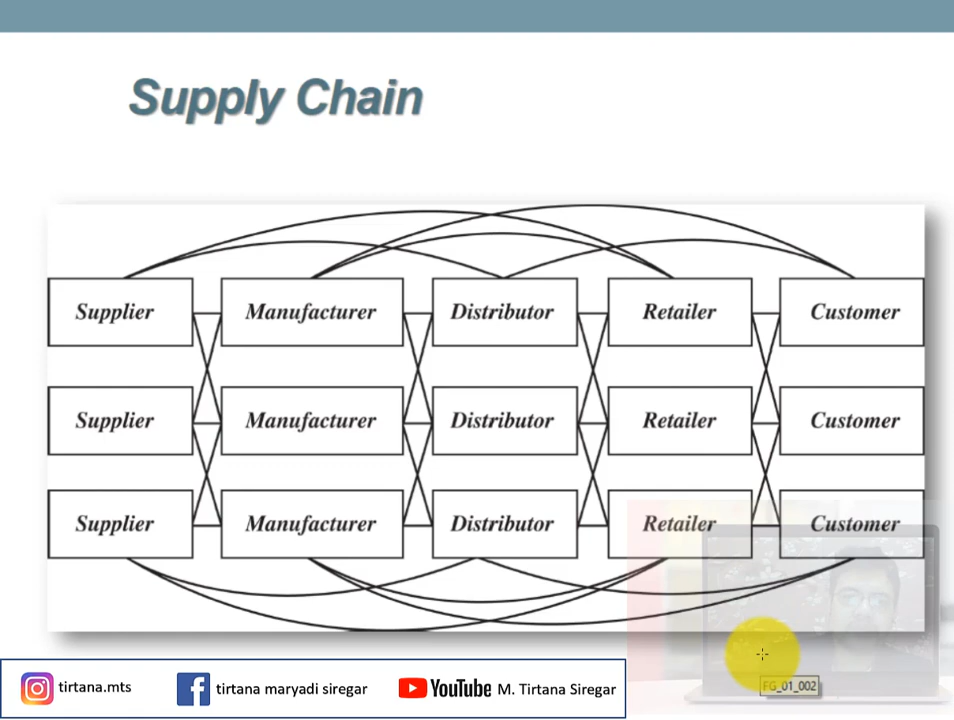 Supply Chain
Supplier Manufacturer Distributor Retailer Customer
Supplier Manufacturer Distributor Retailer Customer
Supplier Manufacturer Distributor Retailer Customer
tirtana.mts tirtana maryadi siregar YouTube M. Tirtana Siregar
FG_01_002